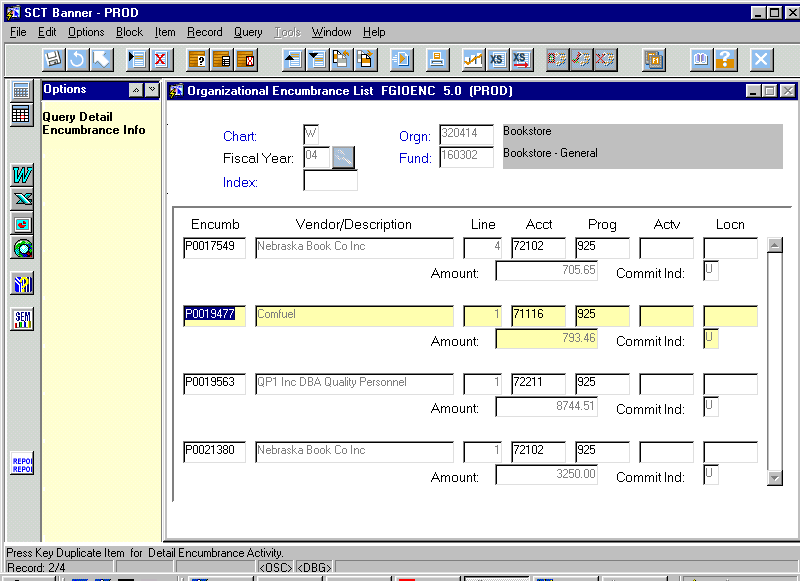 SCT Banner - PROD
File Edit Options Block Item Record Query Tools Window Help
Options
Organizational Encumbrance List FGIOENC 5.0 (PROD)
Query Detail
Encumbrance Info
Chart: W Orgn: 320414 Bookstore
Fiscal Year: 04 Fund: 160302 Bookstore - General
Index:
Encumb Vendor/Description Line Acct Prog Actv Locn
P0017549 Nebraska Book Co Inc 4 72102 925
Amount: 705.65 Commit Ind: U
P0019477 Comfuel 1 71116 925
Amount: 793.46 Commit Ind: U
P0019563 QP1 Inc DBA Quality Personnel 1 72211 925
Amount: 8744.51 Commit Ind: U
P0021380 Nebraska Book Co Inc 1 72102 925
Amount: 3250.00 Commit Ind: U
XS XS
W
X
SEM
REPOI
REPOI
Press Key Duplicate Item for Detail Encumbrance Activity.
Record: 2/4 <OSC> <DBG>